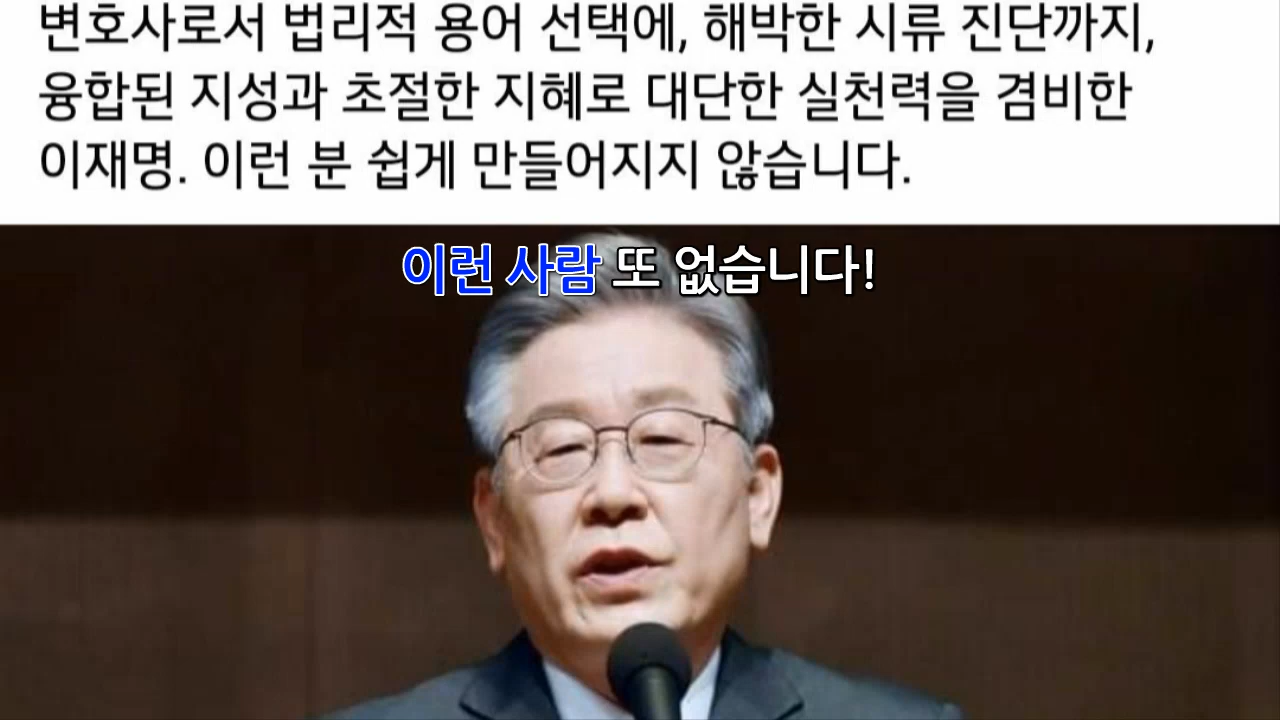 변호사로서 법리적 용어 선택에, 해박한 시류 진단까지,
융합된 지성과 초절한 지혜로 대단한 실천력을 겸비한
이재명. 이런 분 쉽게 만들어지지 않습니다.
이런 사람 또 없습니다!